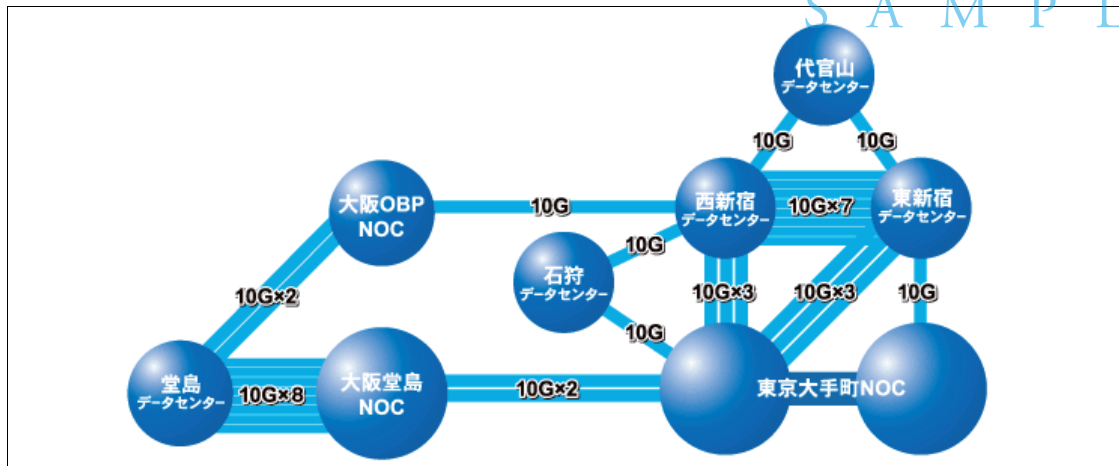 S A M P L
代官山
データセンター
10G
10G
大阪OBP
NOC
10G
西新宿
データセンター
10G×7
東新宿
データセンター
10G
石狩
データセンター
10G×2
10G×3
10G×3
10G
10G
堂島
データセンター
10G×8
大阪堂島
NOC
10G×2
東京大手町NOC